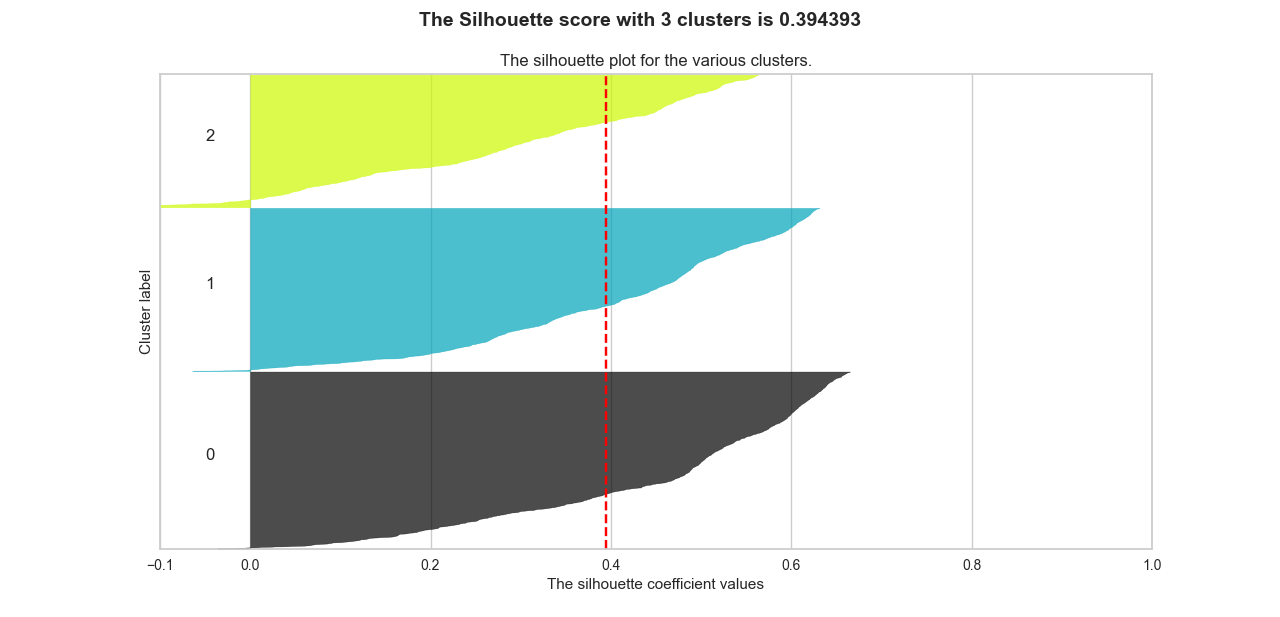 The Silhouette score with 3 clusters is 0.394393
The silhouette plot for the various clusters.
2
1
0
Cluster label
−0.1 0.0 0.2 0.4 0.6 0.8 1.0
The silhouette coefficient values